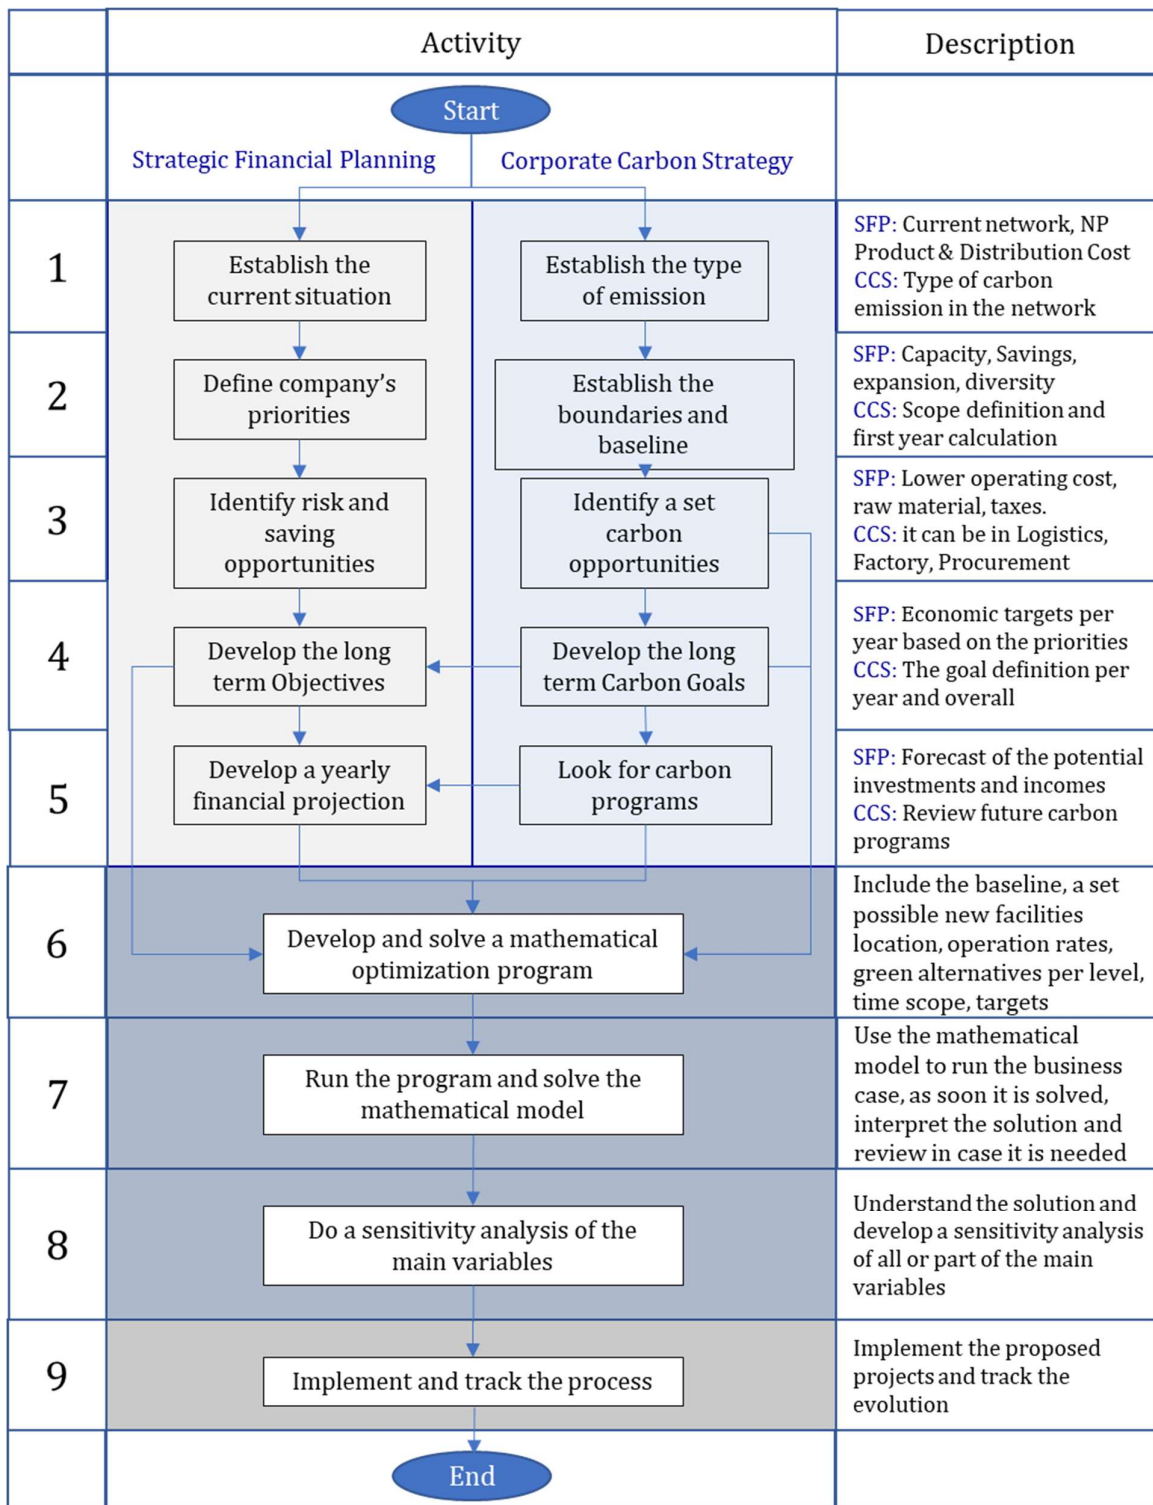 Activity
Description
Start
Strategic Financial Planning
Corporate Carbon Strategy
1
Establish the
current situation
Establish the type
of emission
SFP: Current network, NP
Product & Distribution Cost
CCS: Type of carbon
emission in the network
2
Define company’s
priorities
Establish the
boundaries and
baseline
SFP: Capacity, Savings,
expansion, diversity
CCS: Scope definition and
first year calculation
3
Identify risk and
saving
opportunities
Identify a set
carbon
opportunities
SFP: Lower operating cost,
raw material, taxes.
CCS: it can be in Logistics,
Factory, Procurement
4
Develop the long
term Objectives
Develop the long
term Carbon Goals
SFP: Economic targets per
year based on the priorities
CCS: The goal definition per
year and overall
5
Develop a yearly
financial projection
Look for carbon
programs
SFP: Forecast of the potential
investments and incomes
CCS: Review future carbon
programs
6
Develop and solve a mathematical
optimization program
Include the baseline, a set
possible new facilities
location, operation rates,
green alternatives per level,
time scope, targets
7
Run the program and solve the
mathematical model
Use the mathematical
model to run the business
case, as soon it is solved,
interpret the solution and
review in case it is needed
8
Do a sensitivity analysis of the
main variables
Understand the solution and
develop a sensitivity analysis
of all or part of the main
variables
9
Implement and track the process
Implement the proposed
projects and track the
evolution
End